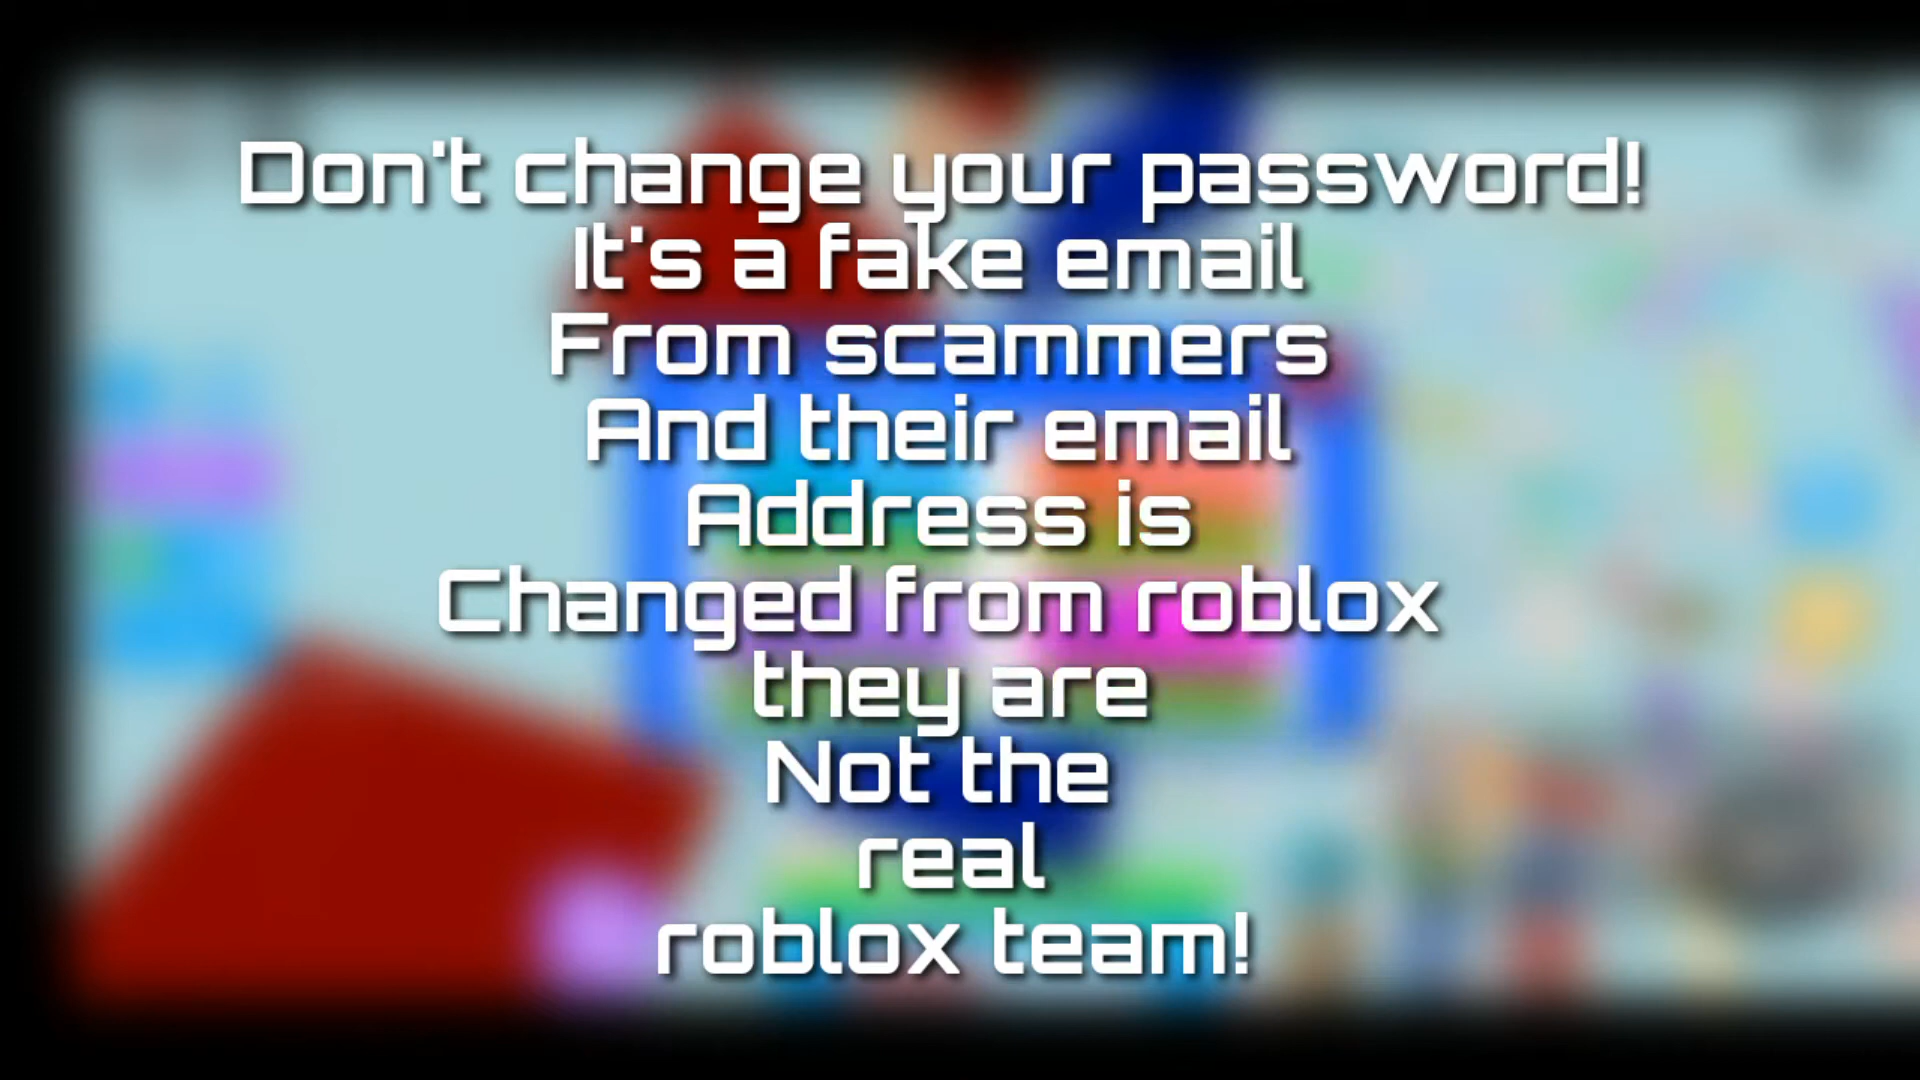 Don't change your password!
It's a fake email
From scammers
And their email
Address is
Changed from roblox
they are
Not the
real
roblox team!